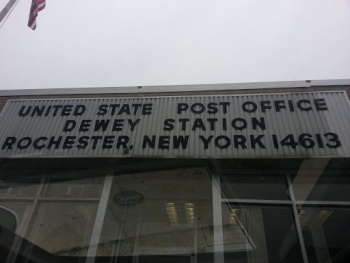 UNITED STATE POST OFFICE
DEWEY STATION
ROCHESTER, NEW YORK 14613